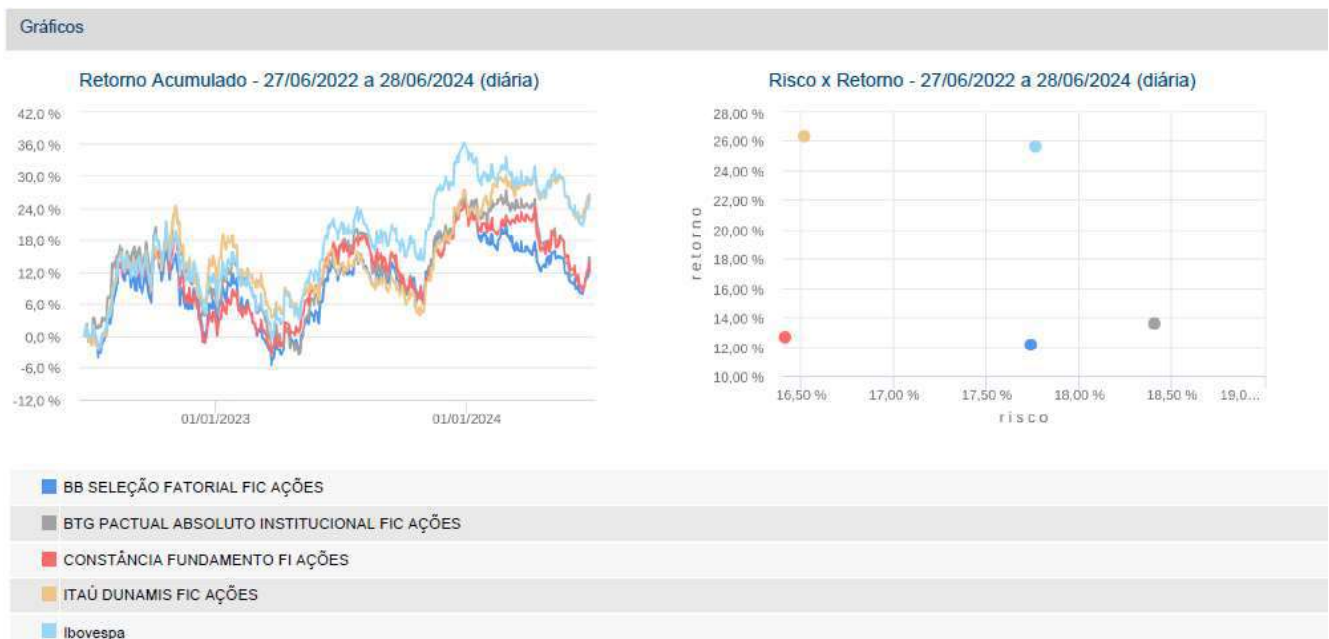 Gráficos
Retorno Acumulado - 27/06/2022 a 28/06/2024 (diária)
42,0 %
36,0 %
30,0 %
24,0 %
18,0 %
12,0 %
6,0 %
0,0 %
-6,0 %
-12,0 %
01/01/2023
01/01/2024
Risco x Retorno - 27/06/2022 a 28/06/2024 (diária)
retorno
28,00 %
26,00 %
24,00 %
22,00 %
20,00 %
18,00 %
16,00 %
14,00 %
12,00 %
10,00 %
16,50 %
17,00 %
17,50 %
18,00 %
18,50 %
19,0...
risco
BB SELEÇÃO FATORIAL FIC AÇÕES
BTG PACTUAL ABSOLUTO INSTITUCIONAL FIC AÇÕES
CONSTÂNCIA FUNDAMENTO FI AÇÕES
ITAÚ DUNAMIS FIC AÇÕES
Ibovespa